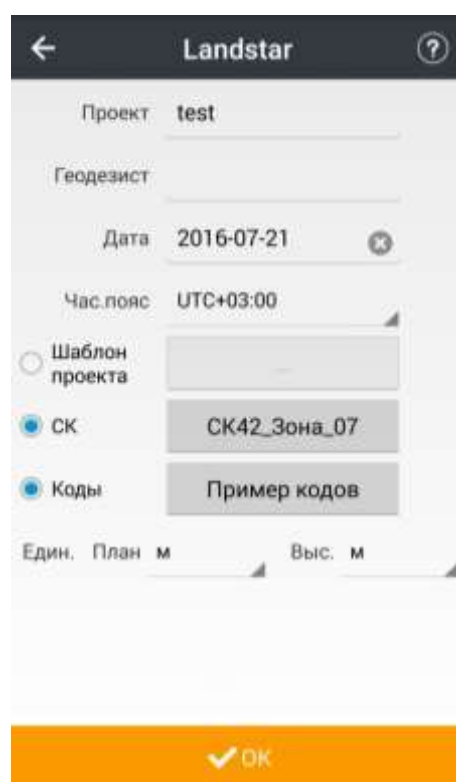 Landstar
?
Проект test
Геодезист
Дата 2016-07-21
Час.пояс UTC+03:00
Шаблон
проекта
...
СК СК42_Зона_07
Коды Пример кодов
Един. План м Выс. м
OK